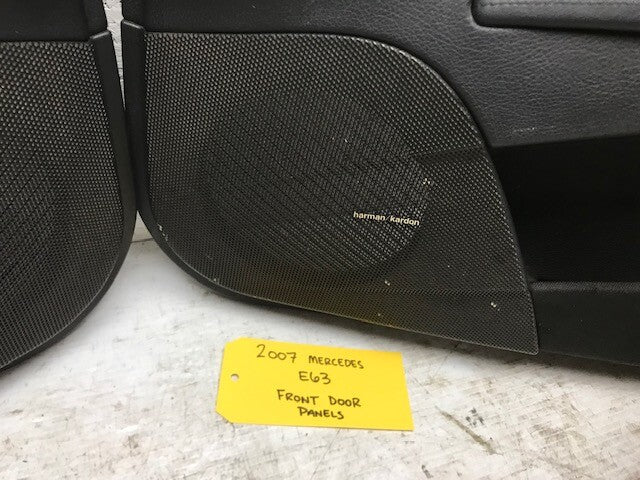 harman/kardon
2007 MERCEDES
E63
FRONT DOOR
PANELS